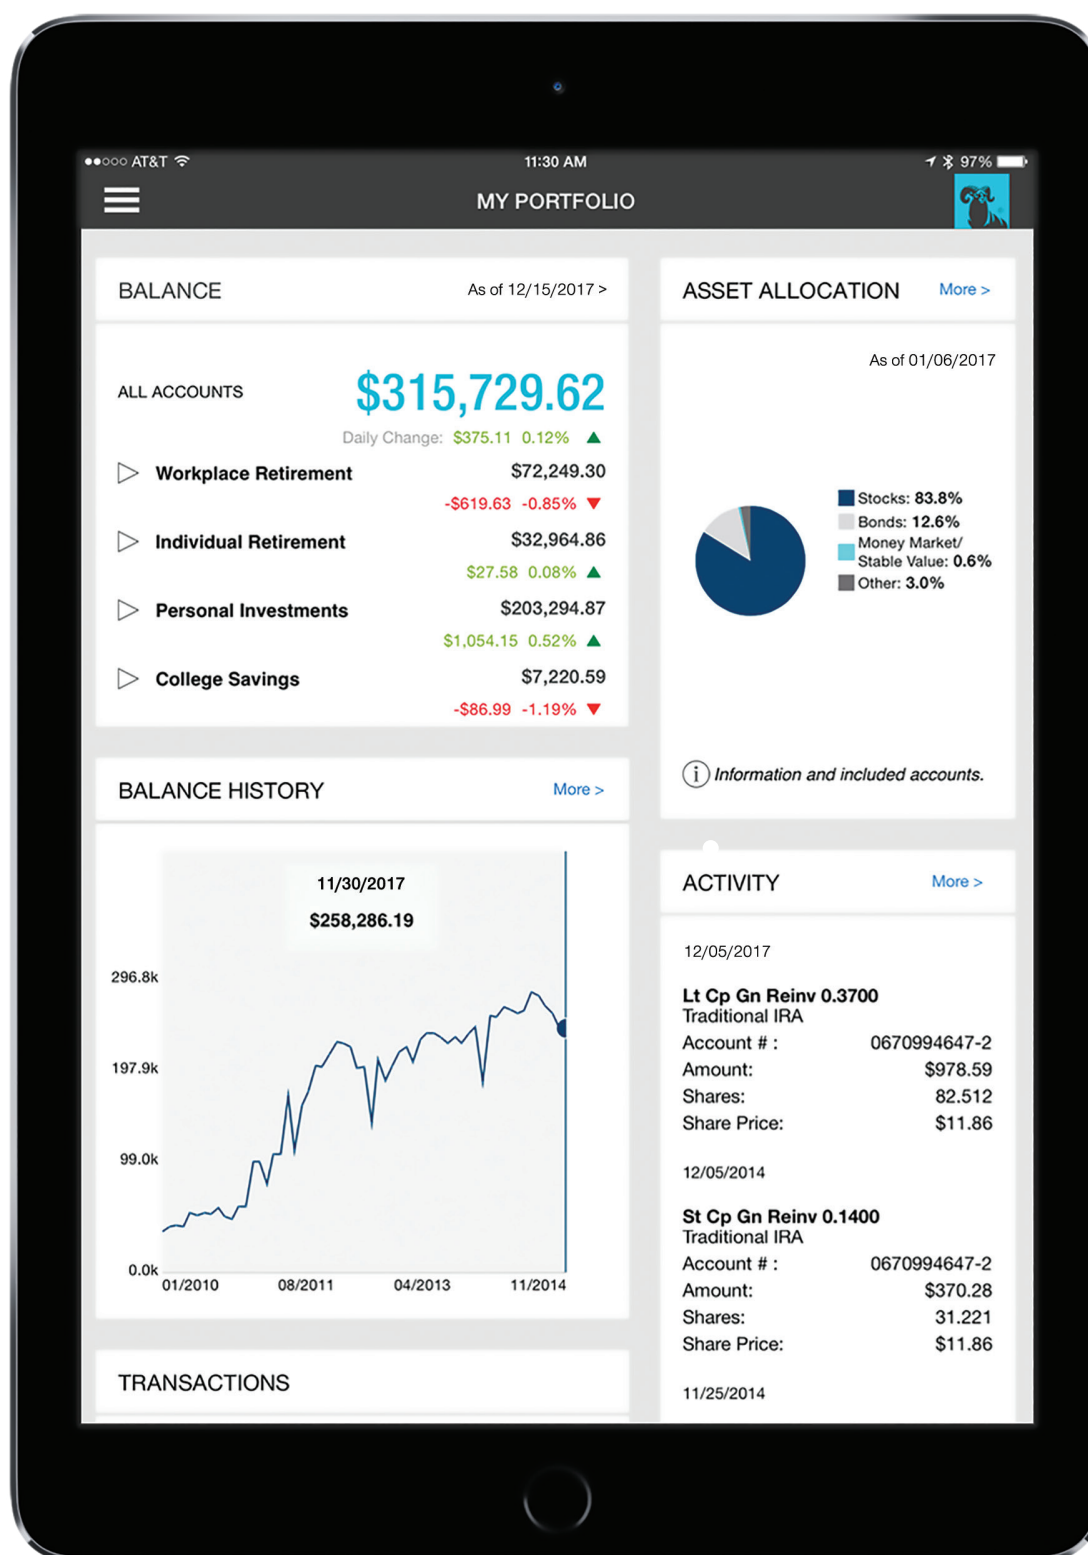 AT&T 11:30 AM 97%
MY PORTFOLIO
BALANCE As of 12/15/2017 >
ALL ACCOUNTS $315,729.62
Daily Change: $375.11 0.12%
Workplace Retirement $72,249.30
-$619.63 -0.85%
Individual Retirement $32,964.86
$27.58 0.08%
Personal Investments $203,294.87
$1,054.15 0.52%
College Savings $7,220.59
-$86.99 -1.19%
BALANCE HISTORY More >
11/30/2017
$258,286.19
296.8k
197.9k
99.0k
0.0k
01/2010 08/2011 04/2013 11/2014
TRANSACTIONS
ASSET ALLOCATION More >
As of 01/06/2017
Stocks: 83.8%
Bonds: 12.6%
Money Market/
Stable Value: 0.6%
Other: 3.0%
i Information and included accounts.
ACTIVITY More >
12/05/2017
Lt Cp Gn Reinv 0.3700
Traditional IRA
Account # : 0670994647-2
Amount: $978.59
Shares: 82.512
Share Price: $11.86
12/05/2014
St Cp Gn Reinv 0.1400
Traditional IRA
Account # : 0670994647-2
Amount: $370.28
Shares: 31.221
Share Price: $11.86
11/25/2014